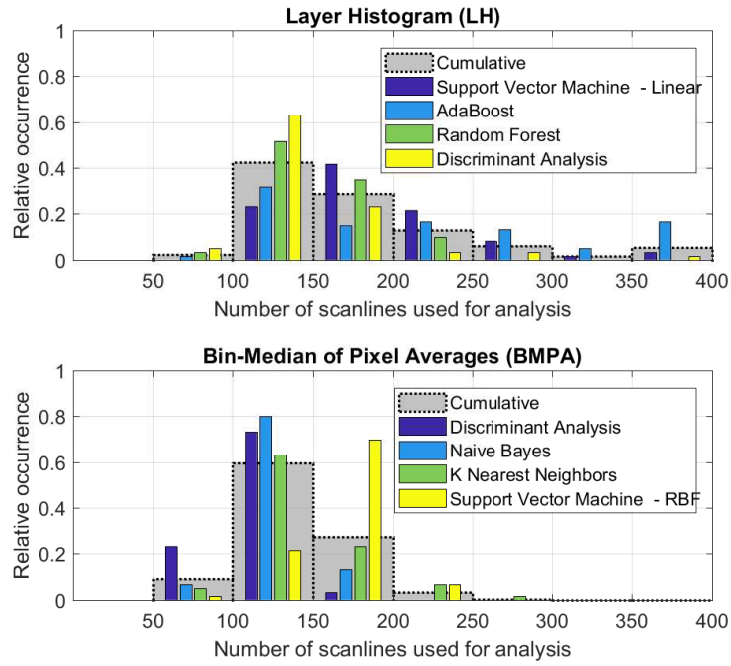 Layer Histogram (LH)
1
0.8
0.6
0.4
0.2
0
Relative occurrence
Cumulative
Support Vector Machine - Linear
AdaBoost
Random Forest
Discriminant Analysis
50 100 150 200 250 300 350 400
Number of scanlines used for analysis
Bin-Median of Pixel Averages (BMPA)
1
0.8
0.6
0.4
0.2
0
Relative occurrence
Cumulative
Discriminant Analysis
Naive Bayes
K Nearest Neighbors
Support Vector Machine - RBF
50 100 150 200 250 300 350 400
Number of scanlines used for analysis